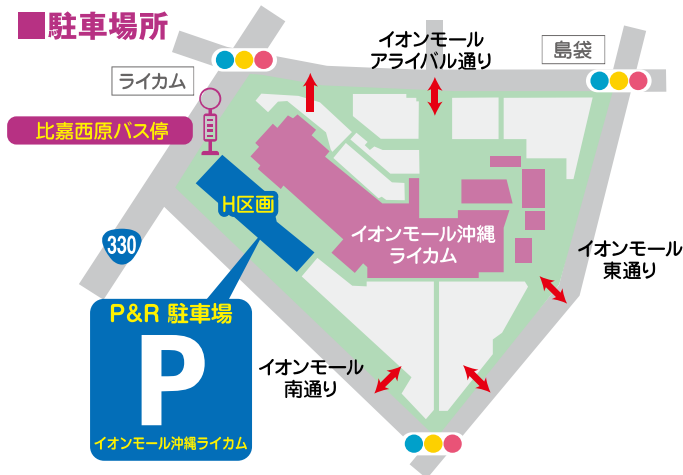 ■駐車場所
イオンモール
アライバル通り
島袋
ライカム
比嘉西原バス停
H区画
イオンモール沖縄
ライカム
330
イオンモール
東通り
P&R 駐車場
P
イオンモール沖縄ライカム
イオンモール
南通り